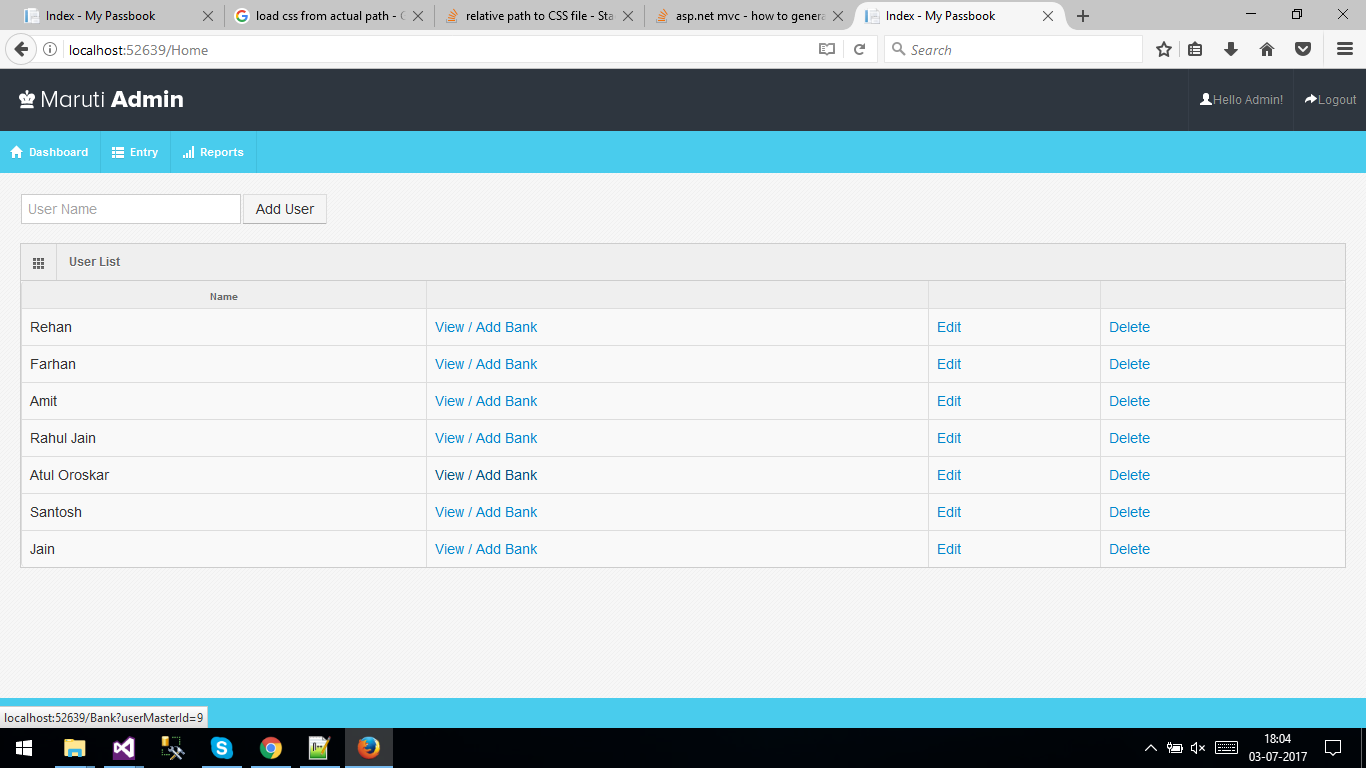 Index - My Passbook
load css from actual path - G
relative path to CSS file - Sta
asp.net mvc - how to genera
Index - My Passbook
localhost:52639/Home
Search
Maruti Admin
Hello Admin!
Logout
Dashboard
Entry
Reports
User Name
Add User
User List
Name
Rehan View / Add Bank Edit Delete
Farhan View / Add Bank Edit Delete
Amit View / Add Bank Edit Delete
Rahul Jain View / Add Bank Edit Delete
Atul Oroskar View / Add Bank Edit Delete
Santosh View / Add Bank Edit Delete
Jain View / Add Bank Edit Delete
localhost:52639/Bank?userMasterId=9
18:04
03-07-2017